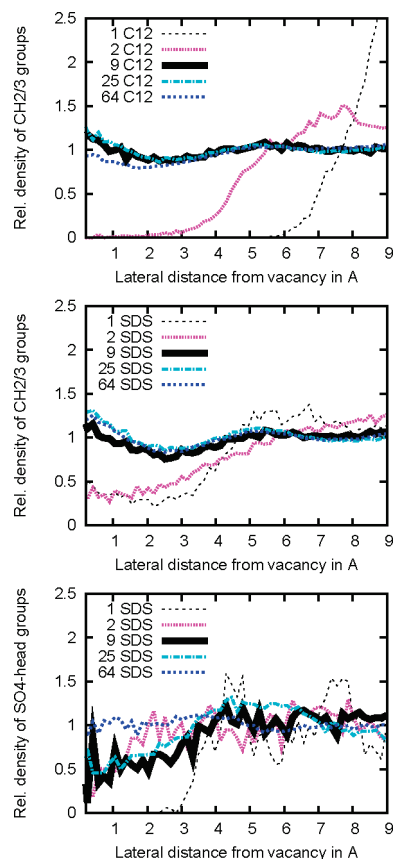 2.5
2
1.5
1
0.5
0
Rel. density of CH2/3 groups
1 C12
2 C12
9 C12
25 C12
64 C12
1 2 3 4 5 6 7 8 9
Lateral distance from vacancy in A
2.5
2
1.5
1
0.5
0
Rel. density of CH2/3 groups
1 SDS
2 SDS
9 SDS
25 SDS
64 SDS
1 2 3 4 5 6 7 8 9
Lateral distance from vacancy in A
2.5
2
1.5
1
0.5
0
Rel. density of SO4-head groups
1 SDS
2 SDS
9 SDS
25 SDS
64 SDS
1 2 3 4 5 6 7 8 9
Lateral distance from vacancy in A